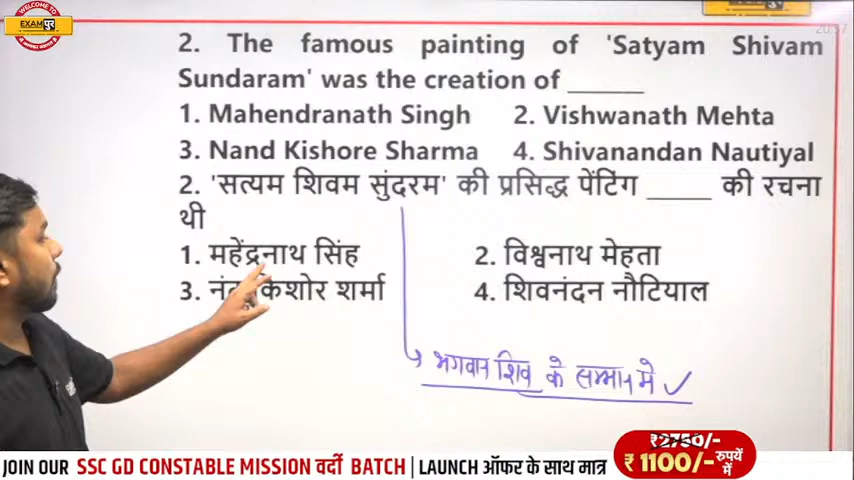 WELCOME TO
EXAM पुर
20:57
2. The famous painting of 'Satyam Shivam
Sundaram' was the creation of ______
1. Mahendranath Singh 2. Vishwanath Mehta
3. Nand Kishore Sharma 4. Shivanandan Nautiyal
2. 'सत्यम शिवम सुंदरम' की प्रसिद्ध पेंटिंग ______ की रचना
थी
1. महेंद्रनाथ सिंह 2. विश्वनाथ मेहता
3. किशोर शर्मा 4. शिवनंदन नौटियाल
भगवान शिव के सम्मान मे ✓
JOIN OUR SSC GD CONSTABLE MISSION वर्दी BATCH | LAUNCH ऑफर के साथ मात्र
₹2750/-
₹1100/- रुपयें में